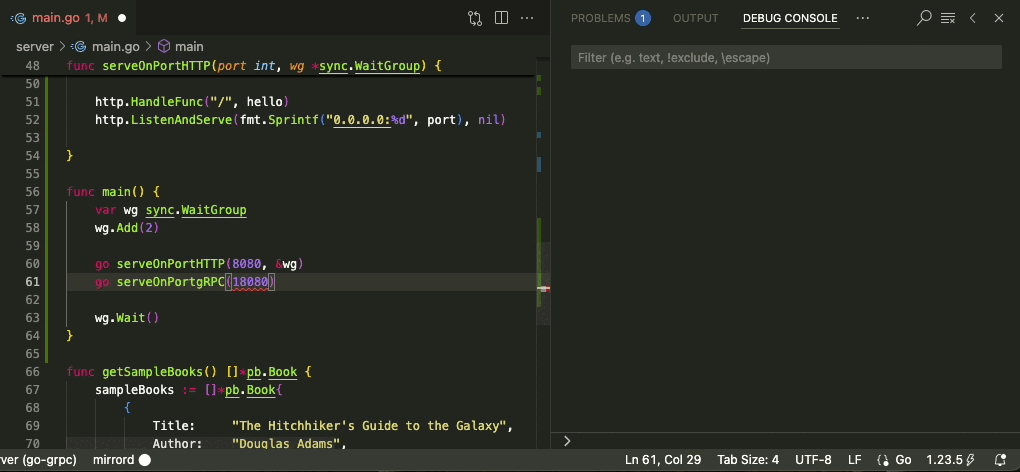 main.go 1, M
PROBLEMS 1 OUTPUT DEBUG CONSOLE ...
server > main.go > main
Filter (e.g. text, !exclude, \escape)
48 func serveOnPortHTTP(port int, wg *sync.WaitGroup) {
50
51 http.HandleFunc("/", hello)
52 http.ListenAndServe(fmt.Sprintf("0.0.0.0:%d", port), nil)
53
54 }
55
56 func main() {
57 var wg sync.WaitGroup
58 wg.Add(2)
59
60 go serveOnPortHTTP(8080, &wg)
61 go serveOnPortgRPC(18080)
62
63 wg.Wait()
64 }
65
66 func getSampleBooks() []*pb.Book {
67 sampleBooks := []*pb.Book{
68 {
69 Title: "The Hitchhiker's Guide to the Galaxy",
70 Author: "Douglas Adams",
ver (go-grpc) mirrord Ln 61, Col 29 Tab Size: 4 UTF-8 LF {} Go 1.23.5